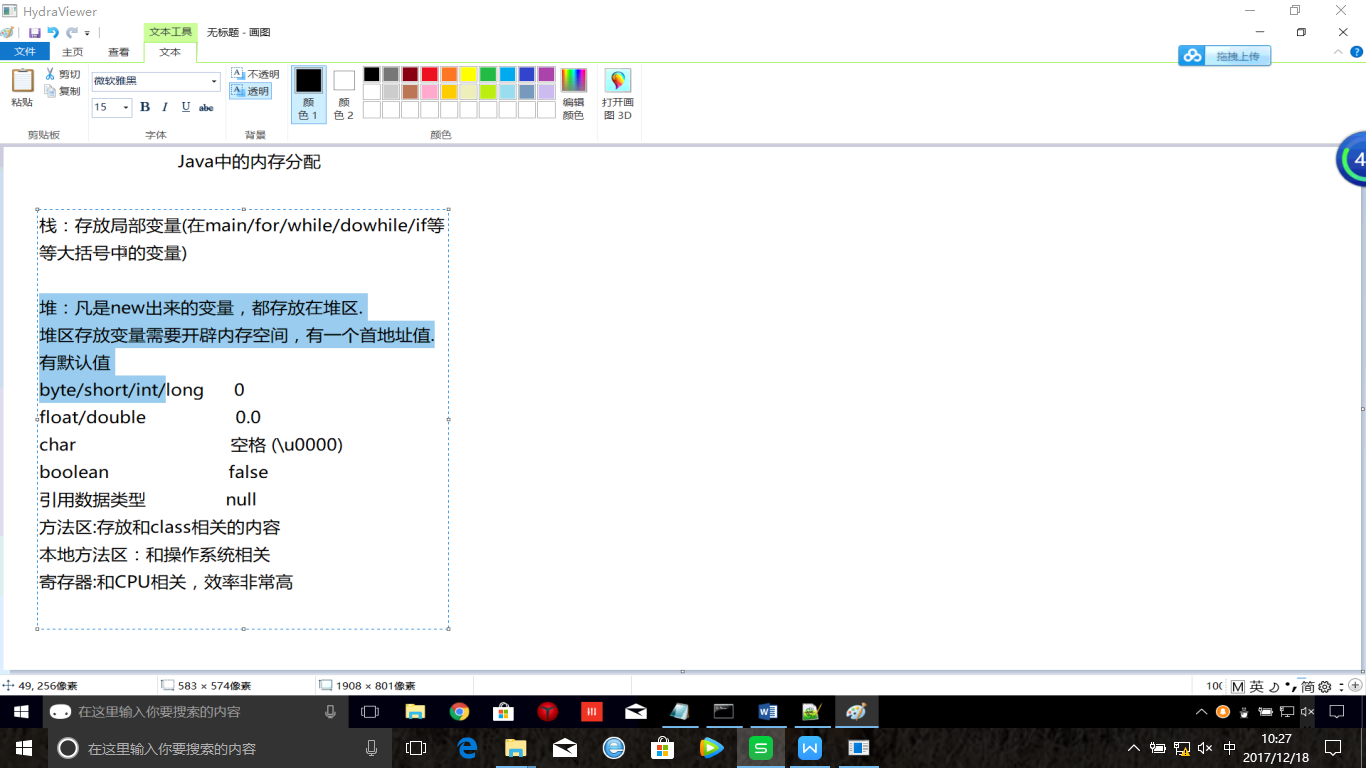 HydraViewer
文本工具 无标题 - 画图
文件 主页 查看 文本
拖拽上传
粘贴 剪切 复制
微软雅黑
15 B I U abc
不透明
透明
颜色 1
颜色 2
编辑颜色
打开画图 3D
剪贴板 字体 背景 颜色
Java中的内存分配
4
栈：存放局部变量(在main/for/while/dowhile/if等
等大括号中的变量)
堆：凡是new出来的变量，都存放在堆区.
堆区存放变量需要开辟内存空间，有一个首地址值.
有默认值
byte/short/int/long 0
float/double 0.0
char 空格 (\u0000)
boolean false
引用数据类型 null
方法区:存放和class相关的内容
本地方法区：和操作系统相关
寄存器:和CPU相关，效率非常高
49, 256像素 583 × 574像素 1908 × 801像素 M 英 简
在这里输入你要搜索的内容
在这里输入你要搜索的内容 中 10:27
2017/12/18